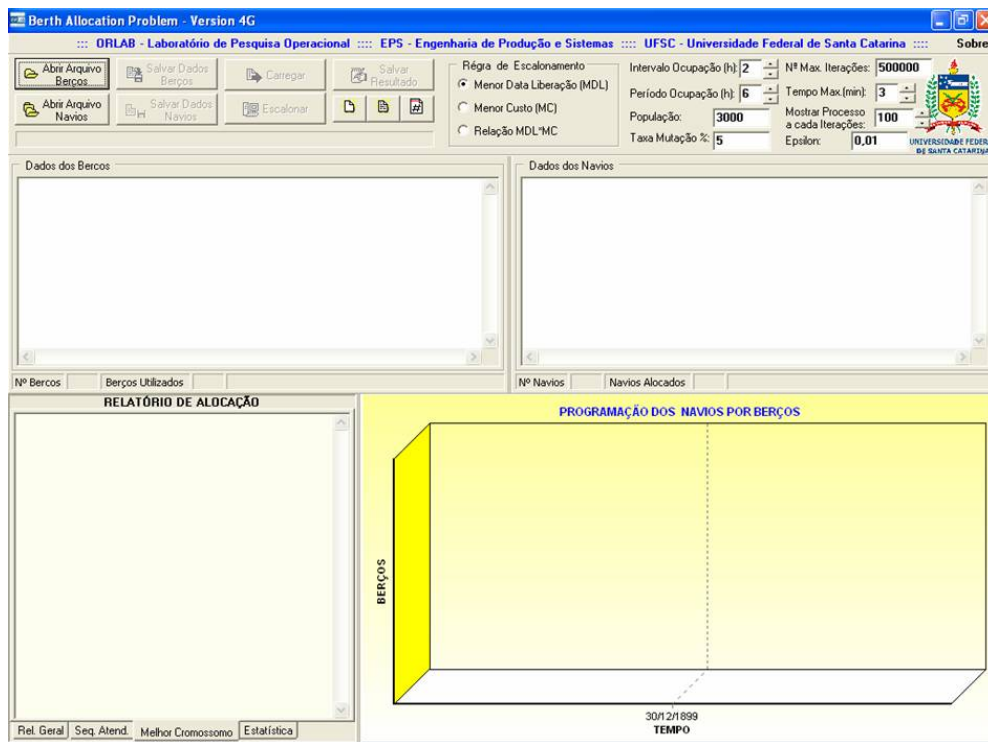 Berth Allocation Problem - Version 4G
::: ORLAB - Laboratório de Pesquisa Operacional :::: EPS - Engenharia de Produção e Sistemas :::: UFSC - Universidade Federal de Santa Catarina :::: Sobre
Abrir Arquivo Berços
Salvar Dados Berços
Carregar
Salvar Resultado
Abrir Arquivo Navios
Salvar Dados Navios
Escalonar
Régra de Escalonamento
Menor Data Liberação (MDL)
Menor Custo (MC)
Relação MDL*MC
Intervalo Ocupação (h): 2
Período Ocupação (h): 6
População: 3000
Taxa Mutação %: 5
Nº Max. Iterações: 500000
Tempo Max.(min): 3
Mostrar Processo a cada Iterações: 100
Epsilon: 0,01
UNIVERSIDADE FEDER
DE SANTA CATARINA
Dados dos Bercos
Dados dos Navios
Nº Bercos
Berços Utilizados
Nº Navios
Navios Alocados
RELATÓRIO DE ALOCAÇÃO
Rel. Geral
Seq. Atend.
Melhor Cromossomo
Estatística
PROGRAMAÇÃO DOS NAVIOS POR BERÇOS
BERÇOS
30/12/1899
TEMPO